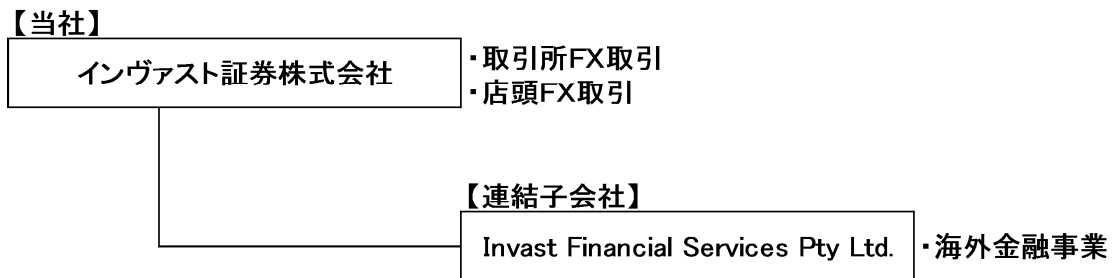 【当社】
インヴァスト証券株式会社
・取引所FX取引
・店頭FX取引
【連結子会社】
Invast Financial Services Pty Ltd.
・海外金融事業